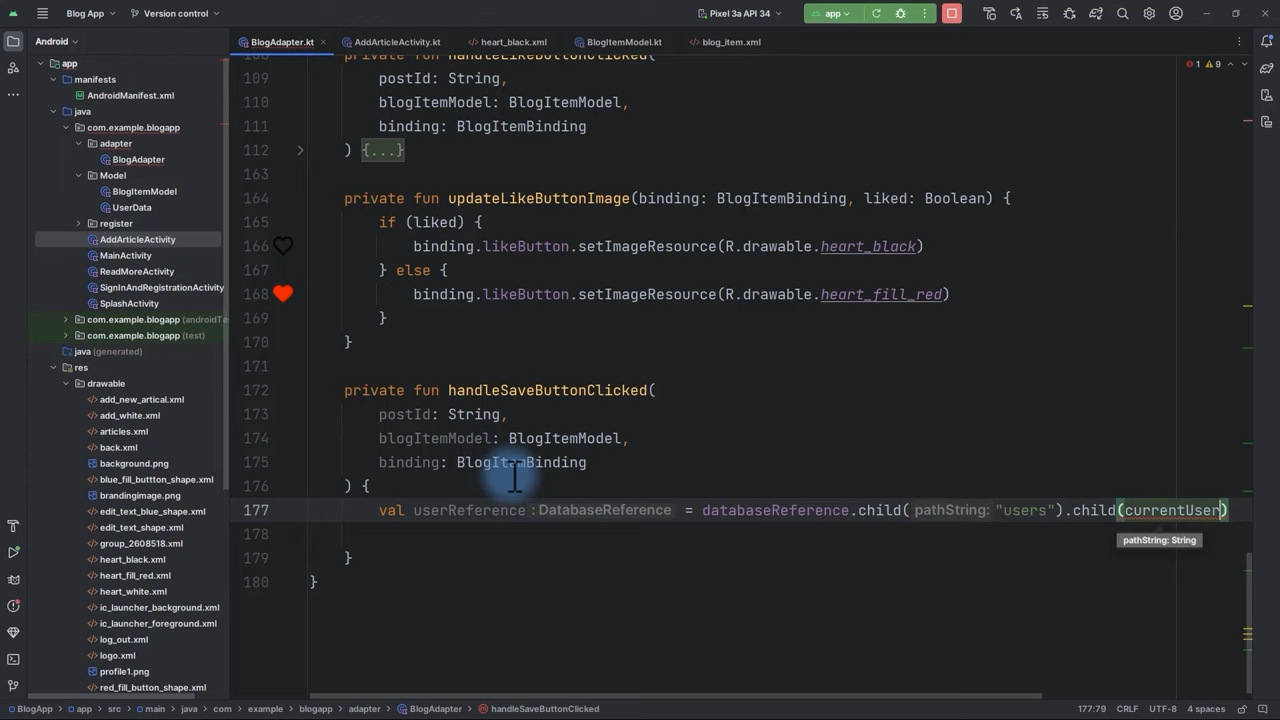 Blog App
Version control
Pixel 3a API 34
app
Android
BlogAdapter.kt
AddArticleActivity.kt
heart_black.xml
BlogItemModel.kt
blog_item.xml
app
manifests
AndroidManifest.xml
java
com.example.blogapp
adapter
BlogAdapter
Model
BlogItemModel
UserData
register
AddArticleActivity
MainActivity
ReadMoreActivity
SignInAndRegistrationActivity
SplashActivity
com.example.blogapp (androidTe
com.example.blogapp (test)
java (generated)
res
drawable
add_new_artical.xml
add_white.xml
articles.xml
back.xml
background.png
blue_fill_buttton_shape.xml
brandingimage.png
edit_text_blue_shape.xml
edit_text_shape.xml
group_2608518.xml
heart_black.xml
heart_fill_red.xml
heart_white.xml
ic_launcher_background.xml
ic_launcher_foreground.xml
log_out.xml
logo.xml
profile1.png
red_fill_button_shape.xml
1 9
108 private fun handleLikeButtonClicked(
109 postId: String,
110 blogItemModel: BlogItemModel,
111 binding: BlogItemBinding
112 ) {...}
163
164 private fun updateLikeButtonImage(binding: BlogItemBinding, liked: Boolean) {
165 if (liked) {
166 binding.likeButton.setImageResource(R.drawable.heart_black)
167 } else {
168 binding.likeButton.setImageResource(R.drawable.heart_fill_red)
169 }
170 }
171
172 private fun handleSaveButtonClicked(
173 postId: String,
174 blogItemModel: BlogItemModel,
175 binding: BlogItemBinding
176 ) {
177 val userReference : DatabaseReference = databaseReference.child( pathString: "users").child(currentUser)
pathString: String
178
179 }
180 }
BlogApp > app > src > main > java > com > example > blogapp > adapter > BlogAdapter > handleSaveButtonClicked
177:79 CRLF UTF-8 4 spaces